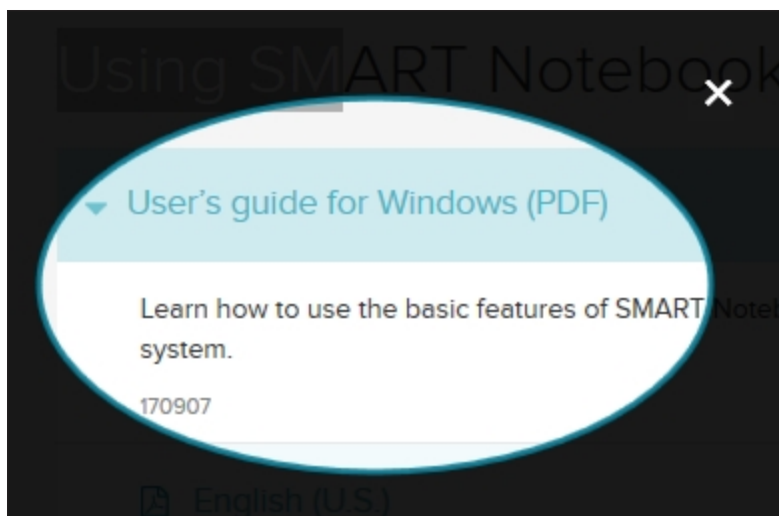 Using SMART Notebook
User's guide for Windows (PDF)
Learn how to use the basic features of SMART Noteb
system.
170907
English (U.S.)